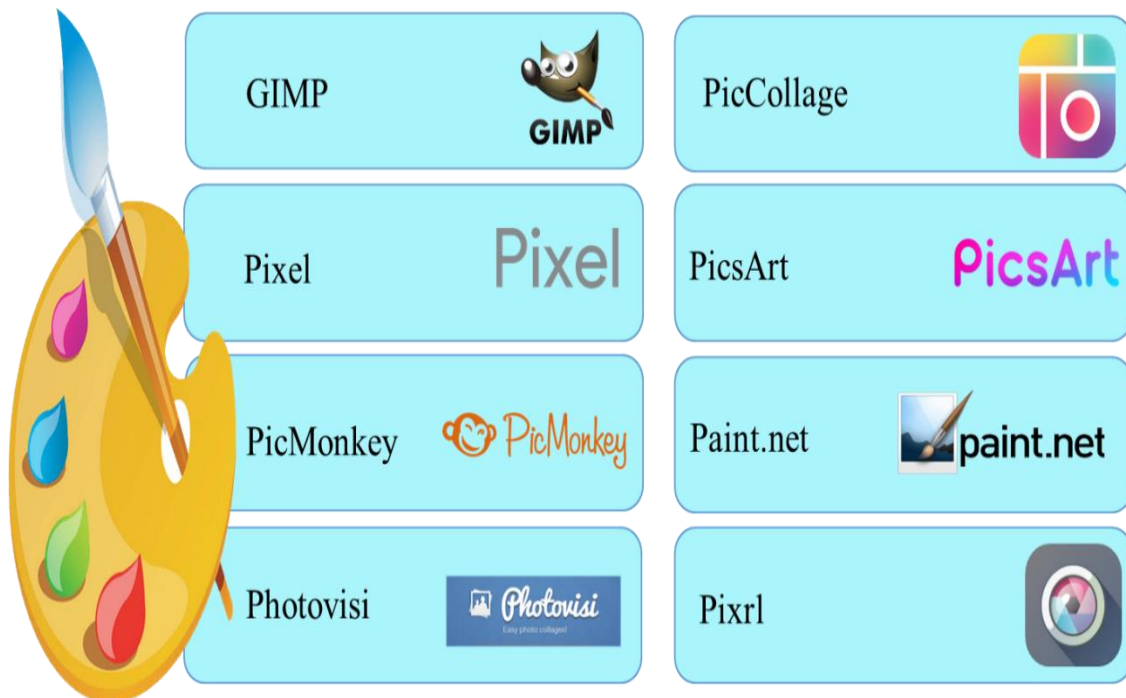 GIMP
GIMP
PicCollage
Pixel
Pixel
PicsArt
PicsArt
PicMonkey
PicMonkey
Paint.net
paint.net
Photovisi
Photovisi
Easy photo collages!
Pixrl